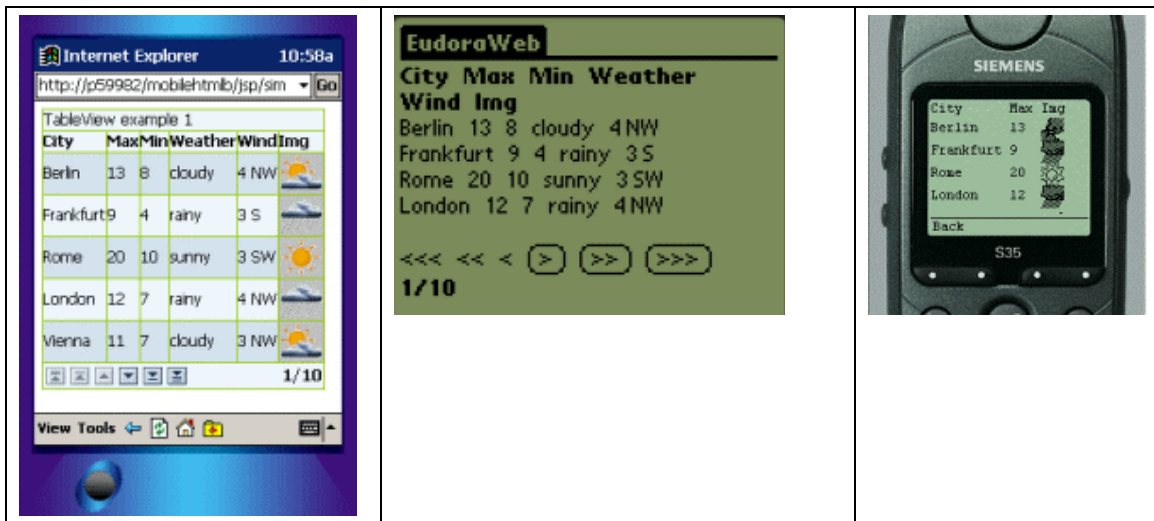 Internet Explorer 10:58a
http://p59982/mobilehtmlb/jsp/sim Go
TableView example 1
City Max Min Weather Wind Img
Berlin 13 8 cloudy 4 NW
Frankfurt 9 4 rainy 3 S
Rome 20 10 sunny 3 SW
London 12 7 rainy 4 NW
Vienna 11 7 cloudy 3 NW
1/10
View Tools
EudoraWeb
City Max Min Weather
Wind Img
Berlin 13 8 cloudy 4 NW
Frankfurt 9 4 rainy 3 S
Rome 20 10 sunny 3 SW
London 12 7 rainy 4 NW
<<< << < > >> >>>
1/10
SIEMENS
City Max Img
Berlin 13
Frankfurt 9
Rome 20
London 12
Back
S35